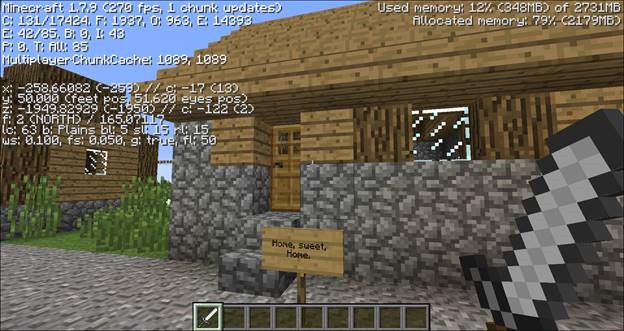 Minecraft 1.7.9 (270 fps, 1 chunk updates)
C: 131/17424, F: 1937, O: 963, E: 14393
E: 42/85, B: 0, I: 43
P: 0, T: All: 85
MultiplayerChunkCache: 1089, 1089
x: -258.66082 (-259) // c: -17 (13)
y: 50.000 (feet pos, 51.620 eyes pos)
z: -1949.82929 (-1950) // c: -122 (2)
f: 2 (NORTH) / 165.07117
lc: 63 b: Plains bl: 5 sl: 15 rl: 15
ws: 0.100, fs: 0.050, g: true, fl: 50
Used memory: 12% (348MB) of 2731MB
Allocated memory: 79% (2179MB)
Home, sweet,
Home.